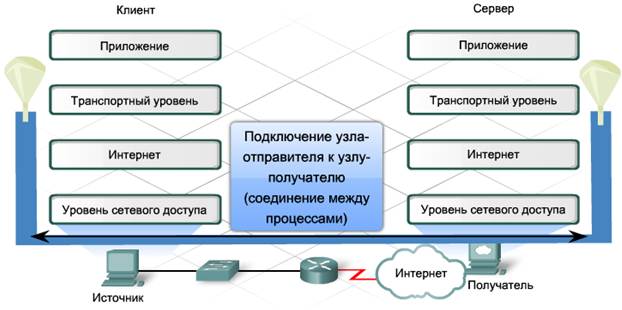 Клиент
Сервер
Приложение
Приложение
Транспортный уровень
Транспортный уровень
Подключение узла-
отправителя к узлу-
получателю
(соединение между
процессами)
Интернет
Интернет
Уровень сетевого доступа
Уровень сетевого доступа
Интернет
Источник
Получатель